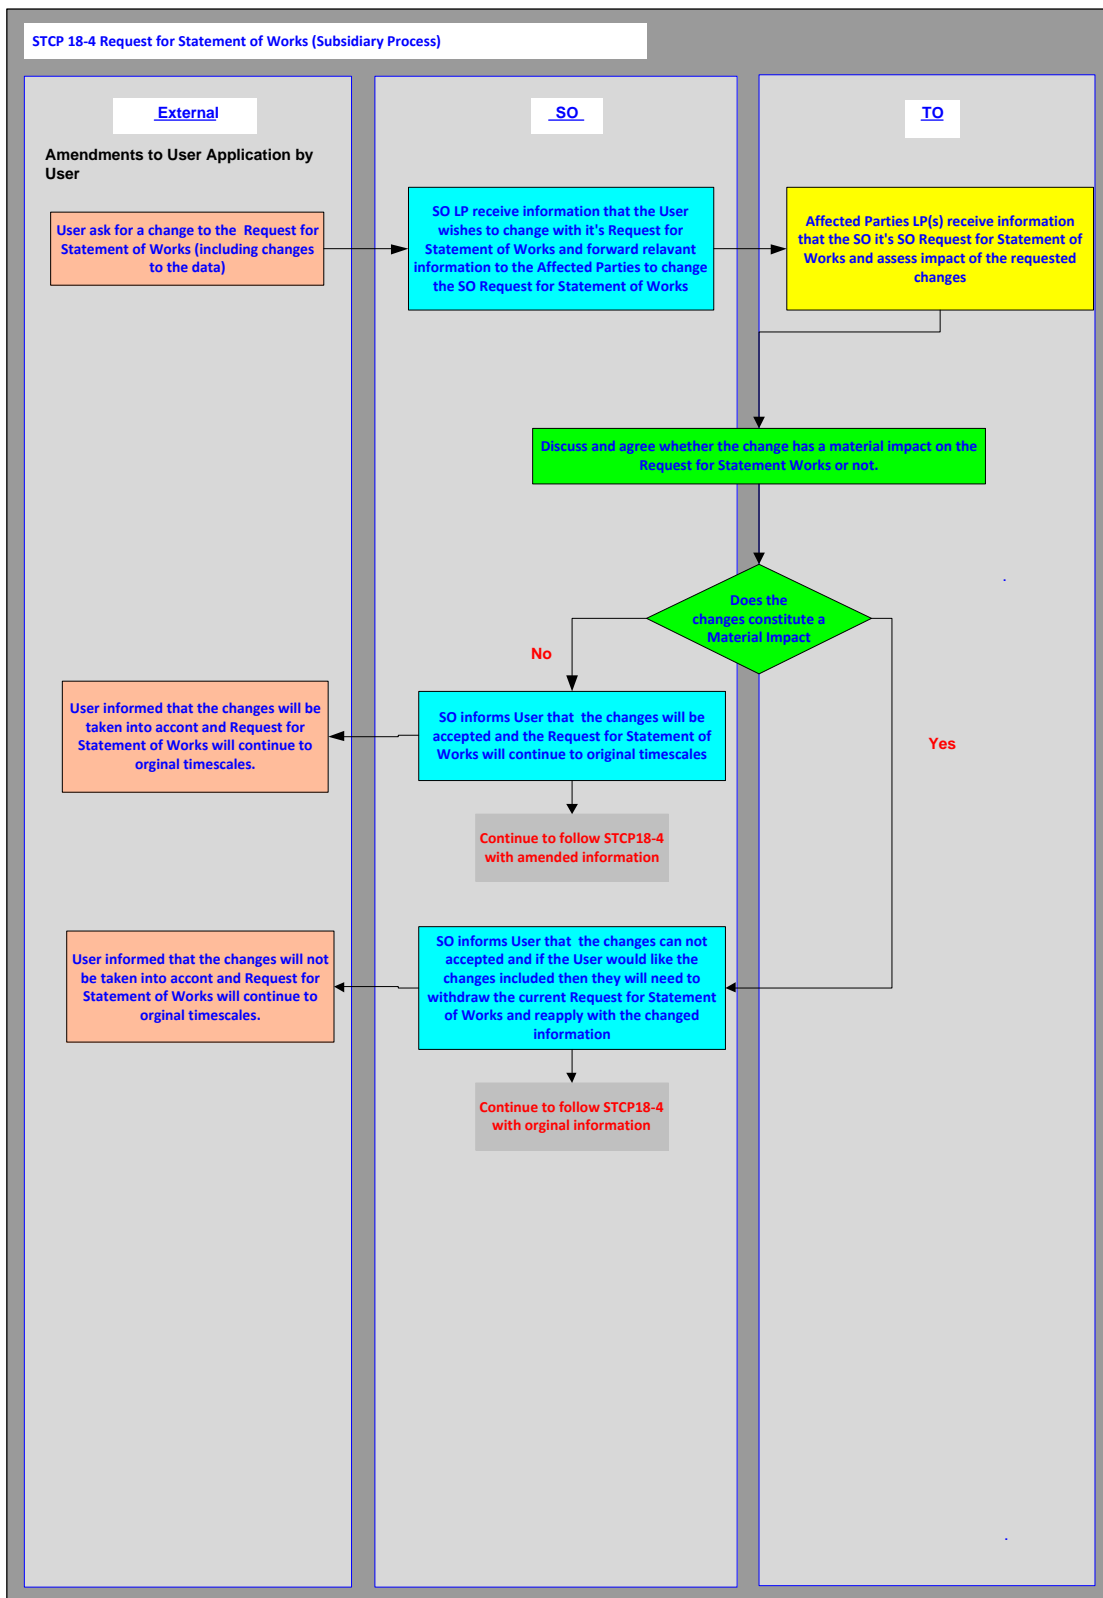 STCP 18-4 Request for Statement of Works (Subsidiary Process)
External
SO
TO
Amendments to User Application by
User
User ask for a change to the Request for
Statement of Works (including changes
to the data)
SO LP receive information that the User
wishes to change with it's Request for
Statement of Works and forward relavant
information to the Affected Parties to change
the SO Request for Statement of Works
Affected Parties LP(s) receive information
that the SO it's SO Request for Statement of
Works and assess impact of the requested
changes
Discuss and agree whether the change has a material impact on the
Request for Statement Works or not.
Does the
changes constitute a
Material Impact
No
Yes
User informed that the changes will be
taken into accont and Request for
Statement of Works will continue to
orginal timescales.
SO informs User that the changes will be
accepted and the Request for Statement of
Works will continue to original timescales
Continue to follow STCP18-4
with amended information
User informed that the changes will not
be taken into accont and Request for
Statement of Works will continue to
orginal timescales.
SO informs User that the changes can not
accepted and if the User would like the
changes included then they will need to
withdraw the current Request for Statement
of Works and reapply with the changed
information
Continue to follow STCP18-4
with orginal information